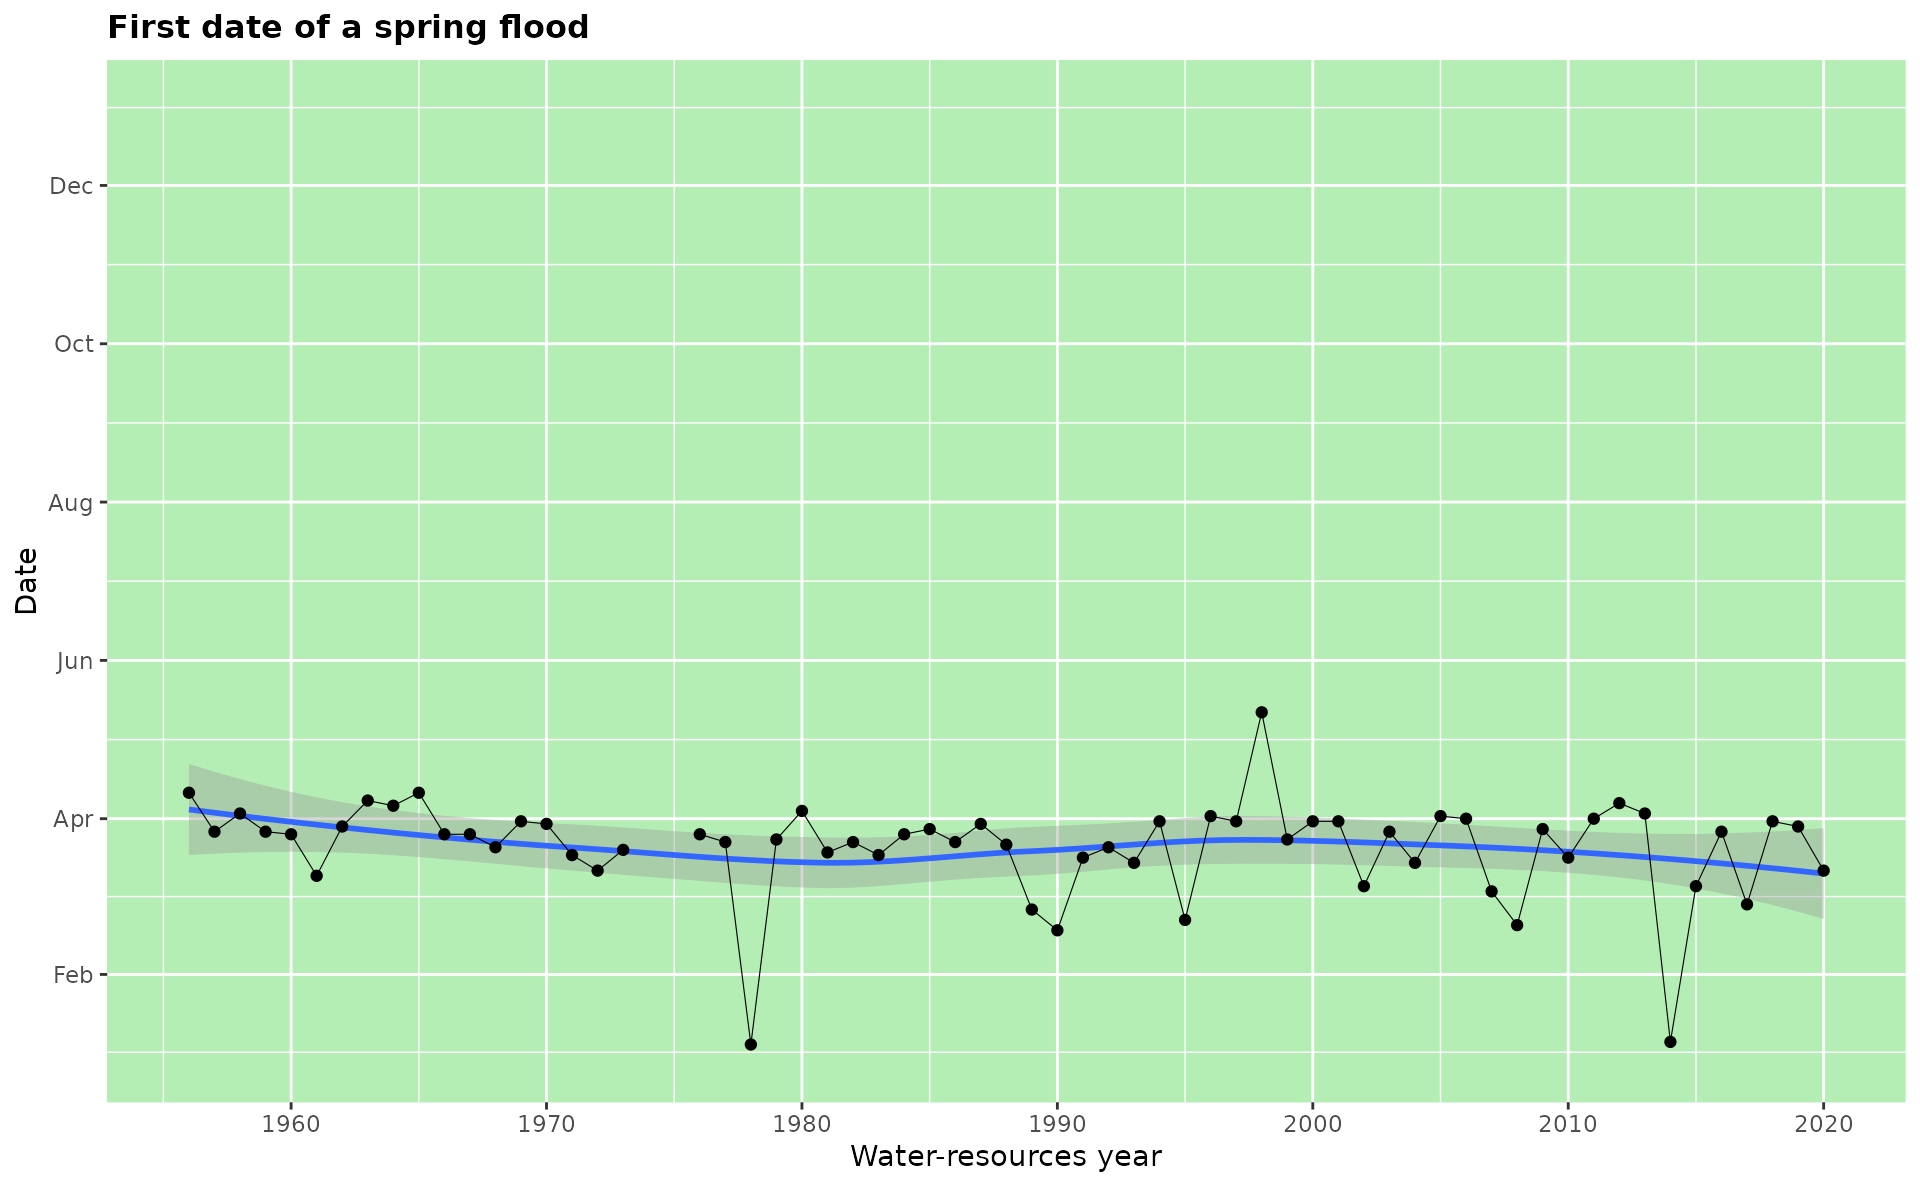 First date of a spring flood
Date
Dec
Oct
Aug
Jun
Apr
Feb
1960 1970 1980 1990 2000 2010 2020
Water-resources year